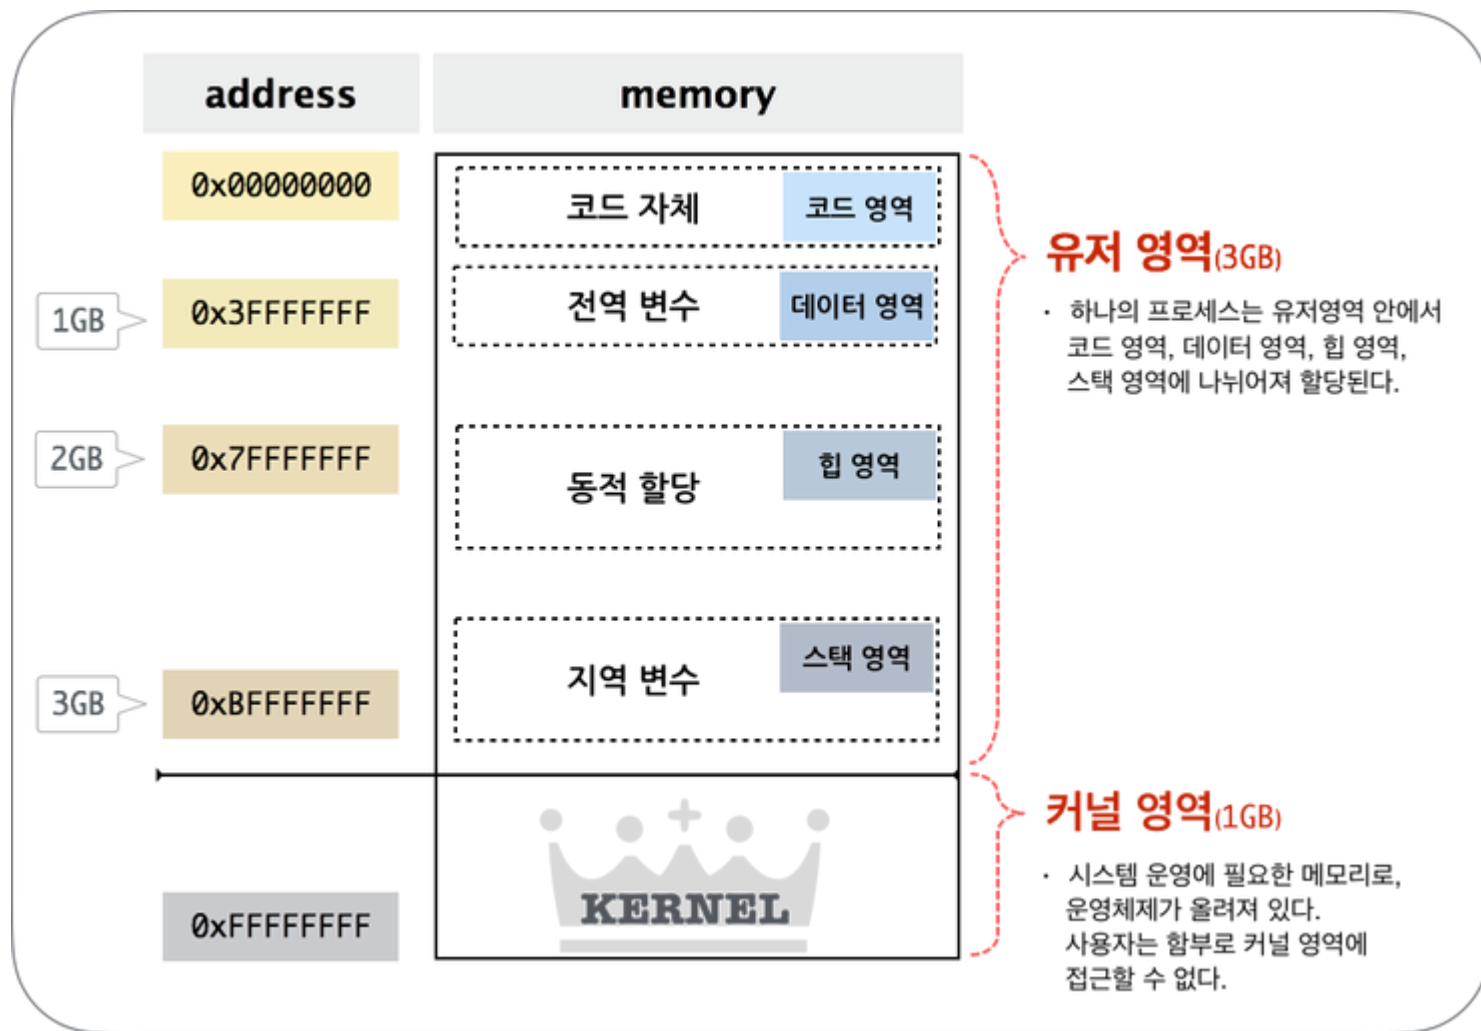 address
memory
0x00000000
코드 자체
코드 영역
유저 영역(3GB)
1GB
0x3FFFFFFF
전역 변수
데이터 영역
· 하나의 프로세스는 유저영역 안에서
코드 영역, 데이터 영역, 힙 영역,
스택 영역에 나뉘어져 할당된다.
2GB
0x7FFFFFFF
동적 할당
힙 영역
3GB
0xBFFFFFFF
지역 변수
스택 영역
커널 영역(1GB)
KERNEL
· 시스템 운영에 필요한 메모리로,
운영체제가 올려져 있다.
사용자는 함부로 커널 영역에
접근할 수 없다.
0xFFFFFFFF